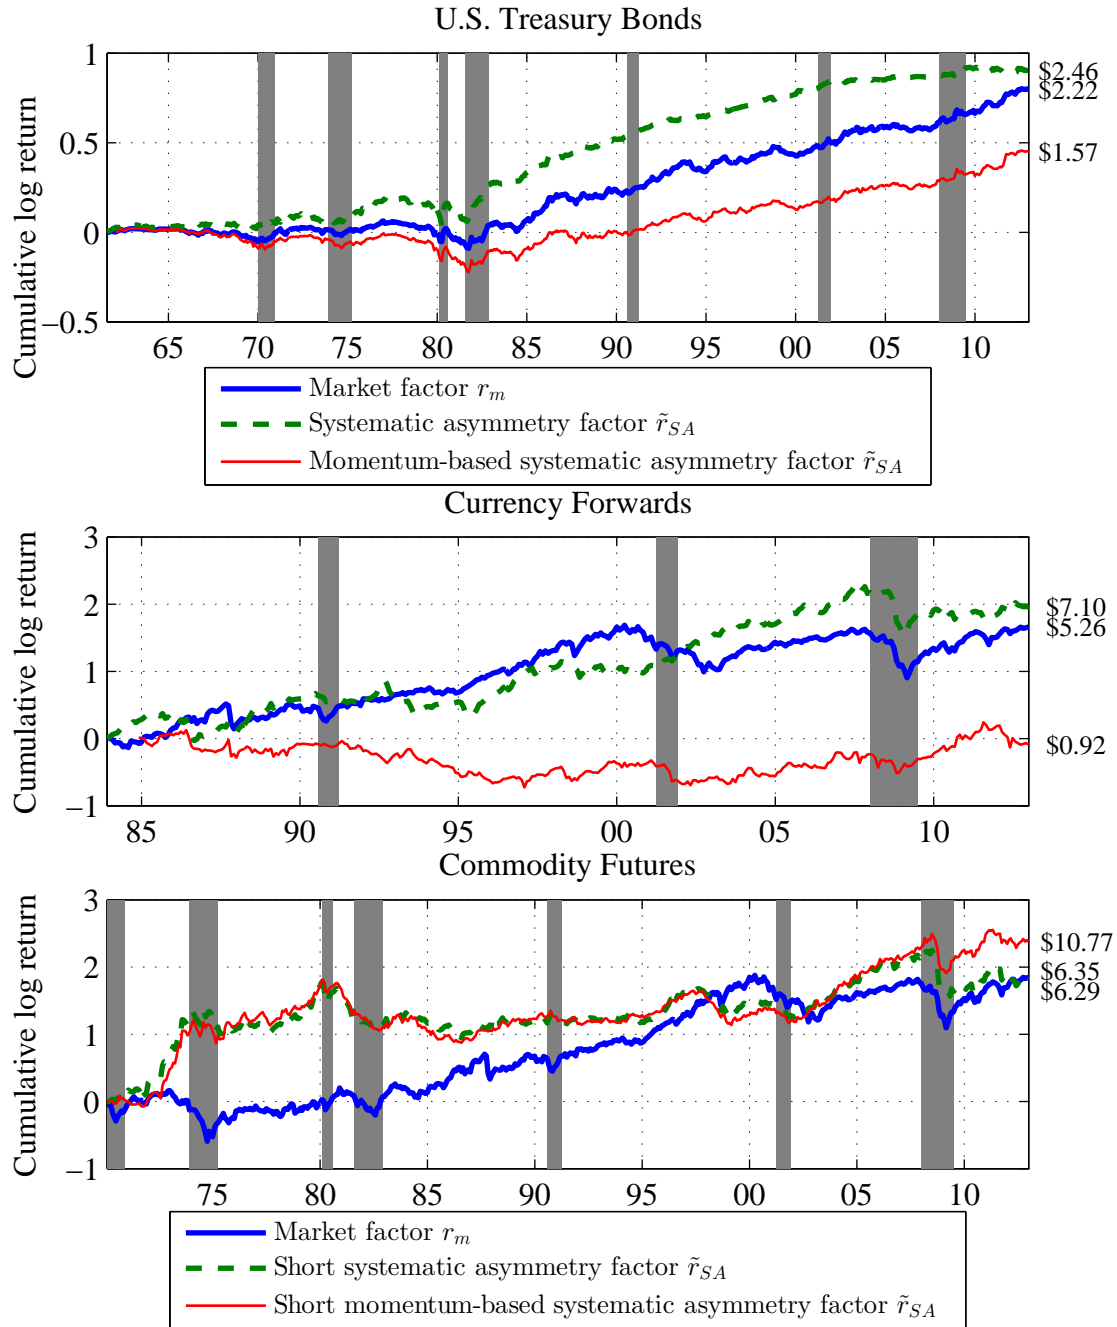 U.S. Treasury Bonds
Cumulative log return
1
0.5
0
−0.5
$2.46
$2.22
$1.57
65 70 75 80 85 90 95 00 05 10
Market factor r_m
Systematic asymmetry factor r̃_SA
Momentum-based systematic asymmetry factor r̃_SA
Currency Forwards
Cumulative log return
3
2
1
0
−1
$7.10
$5.26
$0.92
85 90 95 00 05 10
Commodity Futures
Cumulative log return
3
2
1
0
−1
$10.77
$6.35
$6.29
75 80 85 90 95 00 05 10
Market factor r_m
Short systematic asymmetry factor r̃_SA
Short momentum-based systematic asymmetry factor r̃_SA